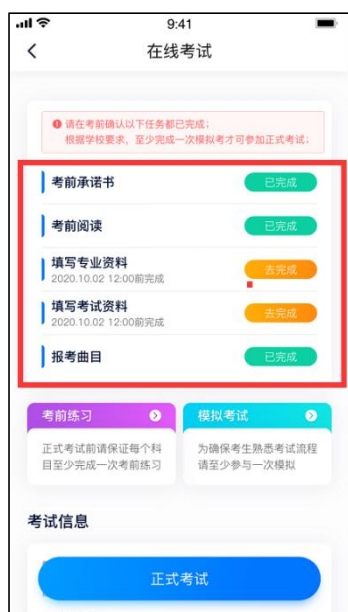 9:41
在线考试
请在考前确认以下任务都已完成；
根据学校要求、至少完成一次模拟考才可参加正式考试；
考前承诺书 已完成
考前阅读 已完成
填写专业资料 去完成
2020.10.02 12:00前完成
填写考试资料 去完成
2020.10.02 12:00前完成
报考曲目 已完成
考前练习 模拟考试
正式考试前请保证每个科 为确保考生熟悉考试流程
目至少完成一次考前练习 请至少参与一次模拟
考试信息
正式考试